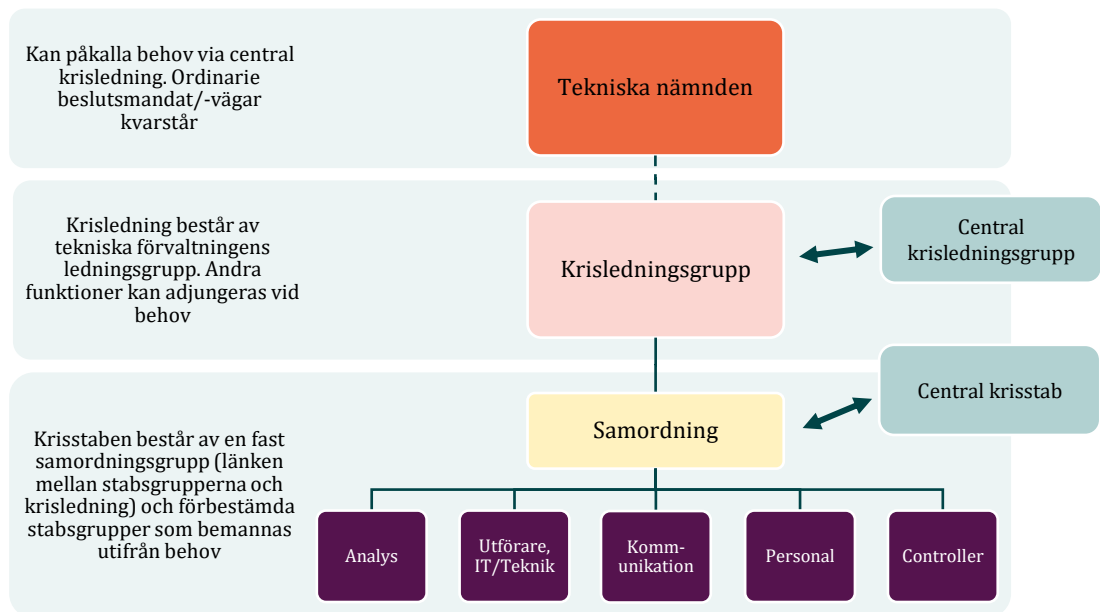 Kan påkalla behov via central
krisledning. Ordinarie
beslutsmandat/-vägar
kvarstår
Tekniska nämnden
Krisledning består av
tekniska förvaltningens
ledningsgrupp. Andra
funktioner kan adjungeras vid
behov
Krisledningsgrupp
Central
krisledningsgrupp
Krisstaben består av en fast
samordningsgrupp (länken
mellan stabsgrupperna och
krisledning) och förbestämda
stabsgrupper som bemannas
utifrån behov
Samordning
Central krisstab
Analys
Utförare,
IT/Teknik
Komm-
unikation
Personal
Controller